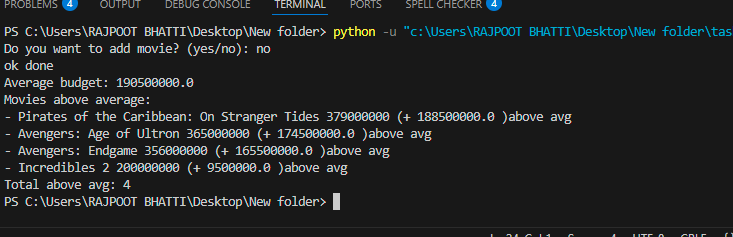 PROBLEMS 4 OUTPUT DEBUG CONSOLE TERMINAL PORTS SPELL CHECKER 4
PS C:\Users\RAJPOOT BHATTI\Desktop\New folder> python -u "c:\Users\RAJPOOT BHATTI\Desktop\New folder\tas
Do you want to add movie? (yes/no): no
ok done
Average budget: 190500000.0
Movies above average:
- Pirates of the Caribbean: On Stranger Tides 379000000 (+ 188500000.0 )above avg
- Avengers: Age of Ultron 365000000 (+ 174500000.0 )above avg
- Avengers: Endgame 356000000 (+ 165500000.0 )above avg
- Incredibles 2 200000000 (+ 9500000.0 )above avg
Total above avg: 4
PS C:\Users\RAJPOOT BHATTI\Desktop\New folder>